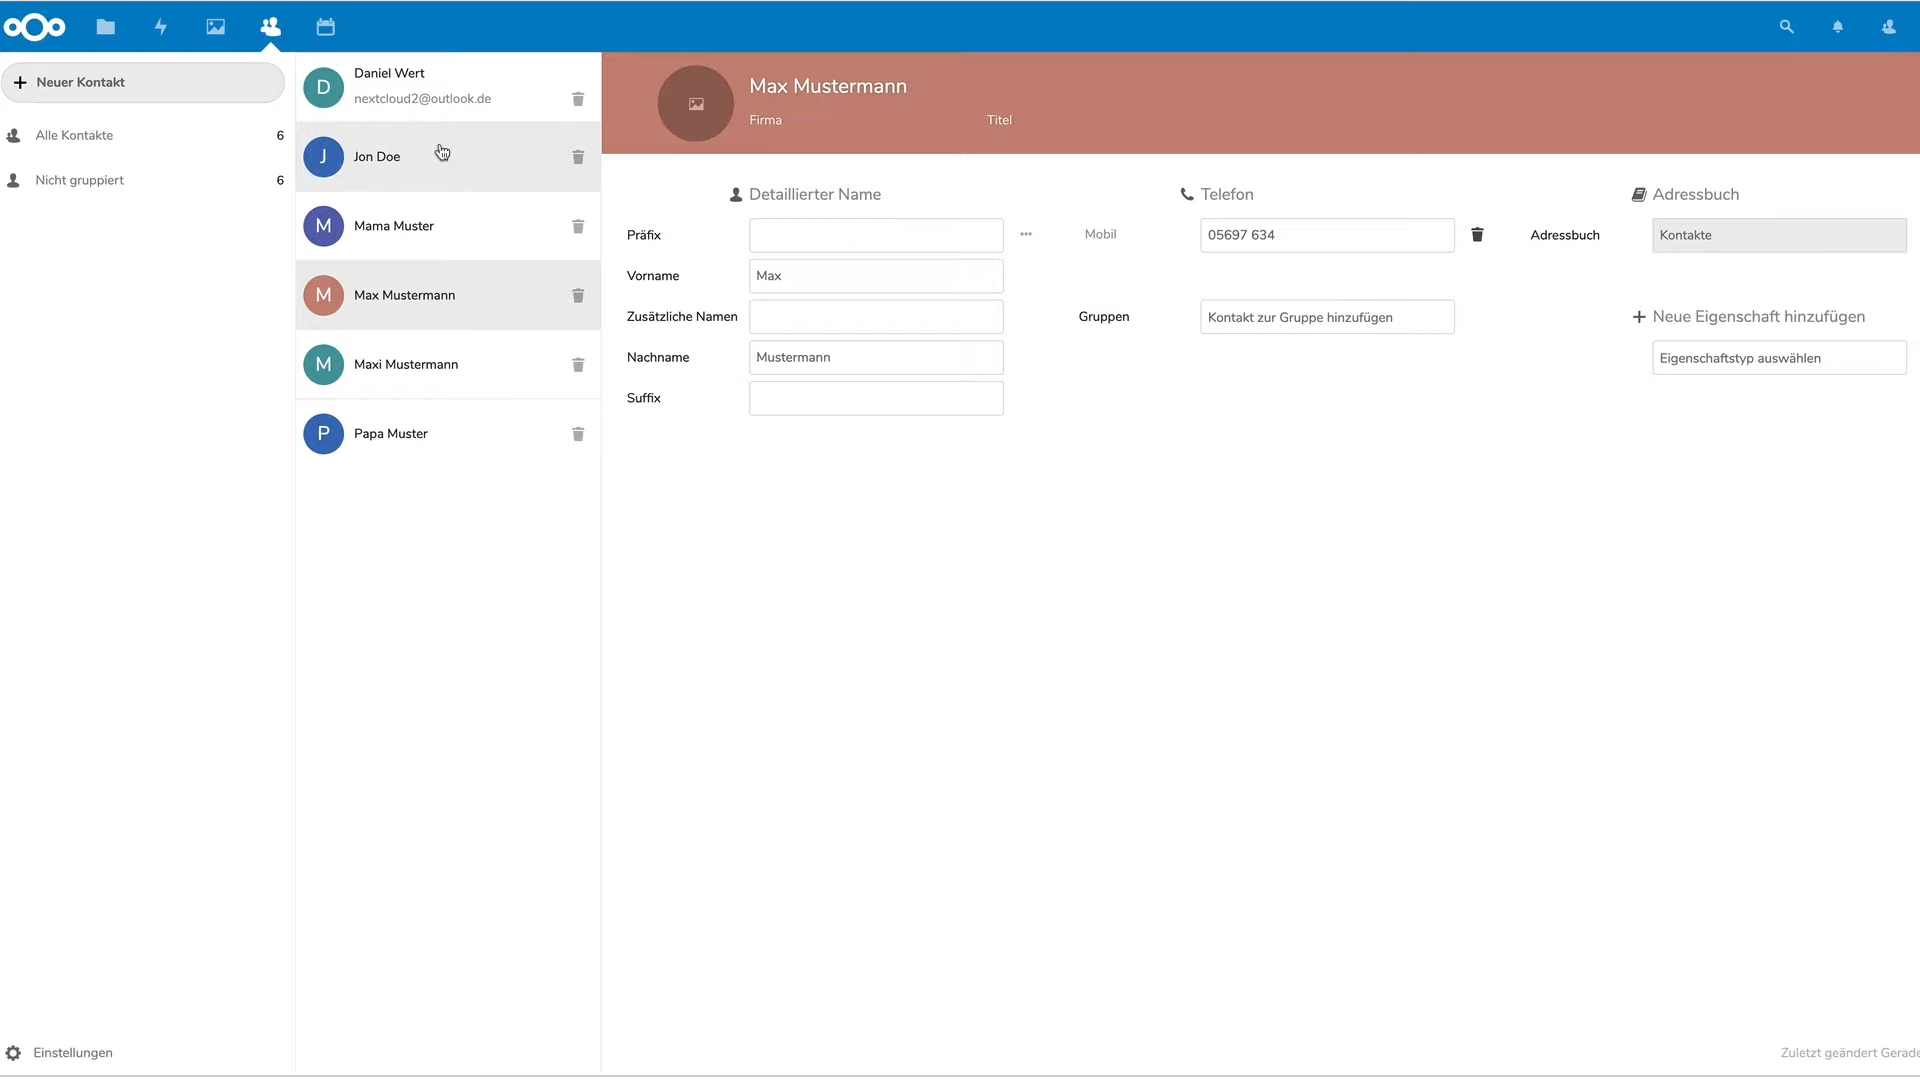 Neuer Kontakt
Alle Kontakte 6
Nicht gruppiert 6
Einstellungen
D
Daniel Wert
nextcloud2@outlook.de
J
Jon Doe
M
Mama Muster
M
Max Mustermann
M
Maxi Mustermann
P
Papa Muster
Max Mustermann
Firma Titel
Detaillierter Name
Präfix
Vorname Max
Zusätzliche Namen
Nachname Mustermann
Suffix
Telefon
Mobil 05697 634
Gruppen Kontakt zur Gruppe hinzufügen
Adressbuch
Adressbuch Kontakte
Neue Eigenschaft hinzufügen
Eigenschaftstyp auswählen
Zuletzt geändert Gerade